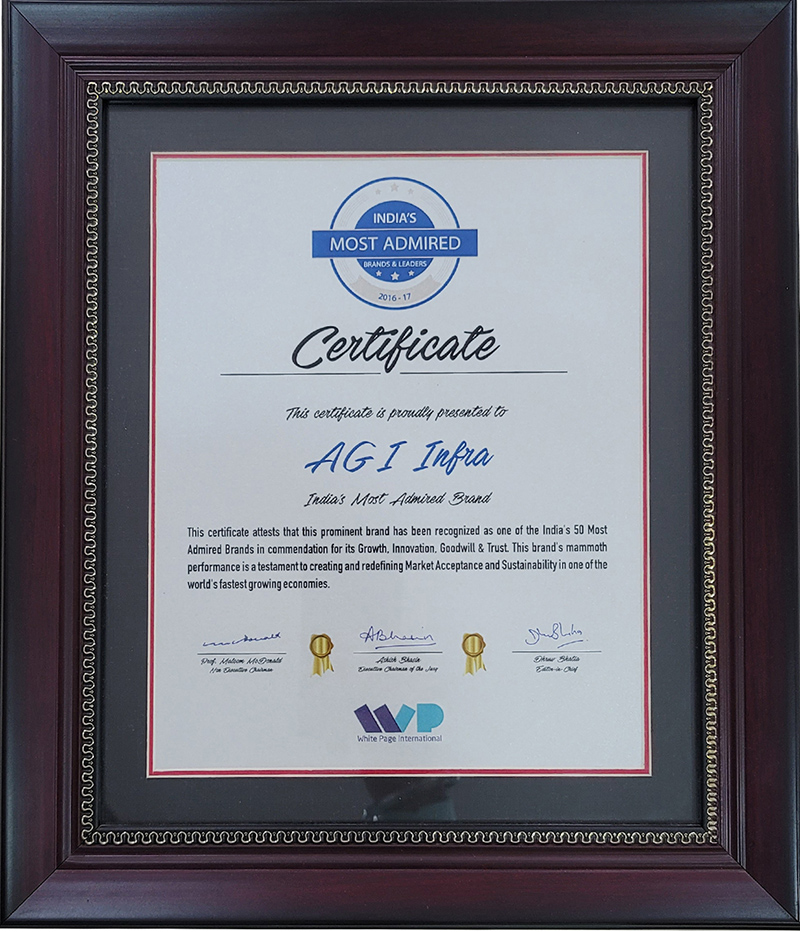 INDIA'S
MOST ADMIRED
BRANDS & LEADERS
2016 - 17
Certificate
This certificate is proudly presented to
AGI Infra
India's Most Admired Brand
This certificate attests that this prominent brand has been recognized as one of the India's 50 Most
Admired Brands in commendation for its Growth, Innovation, Goodwill & Trust. This brand's mammoth
performance is a testament to creating and redefining Market Acceptance and Sustainability in one of the
world's fastest growing economies.
Prof. Malcom McDonald Ashish Bhasin Dhruv Bhatia
Hon Executive Chairman Executive Chairman of the Jury Editor-in-Chief
WP
White Page International